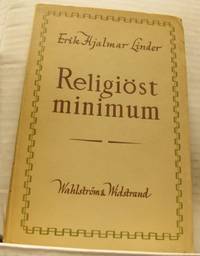 Erik Hjalmar Linder
Religiöst
minimum
Wahlström & Widstrand